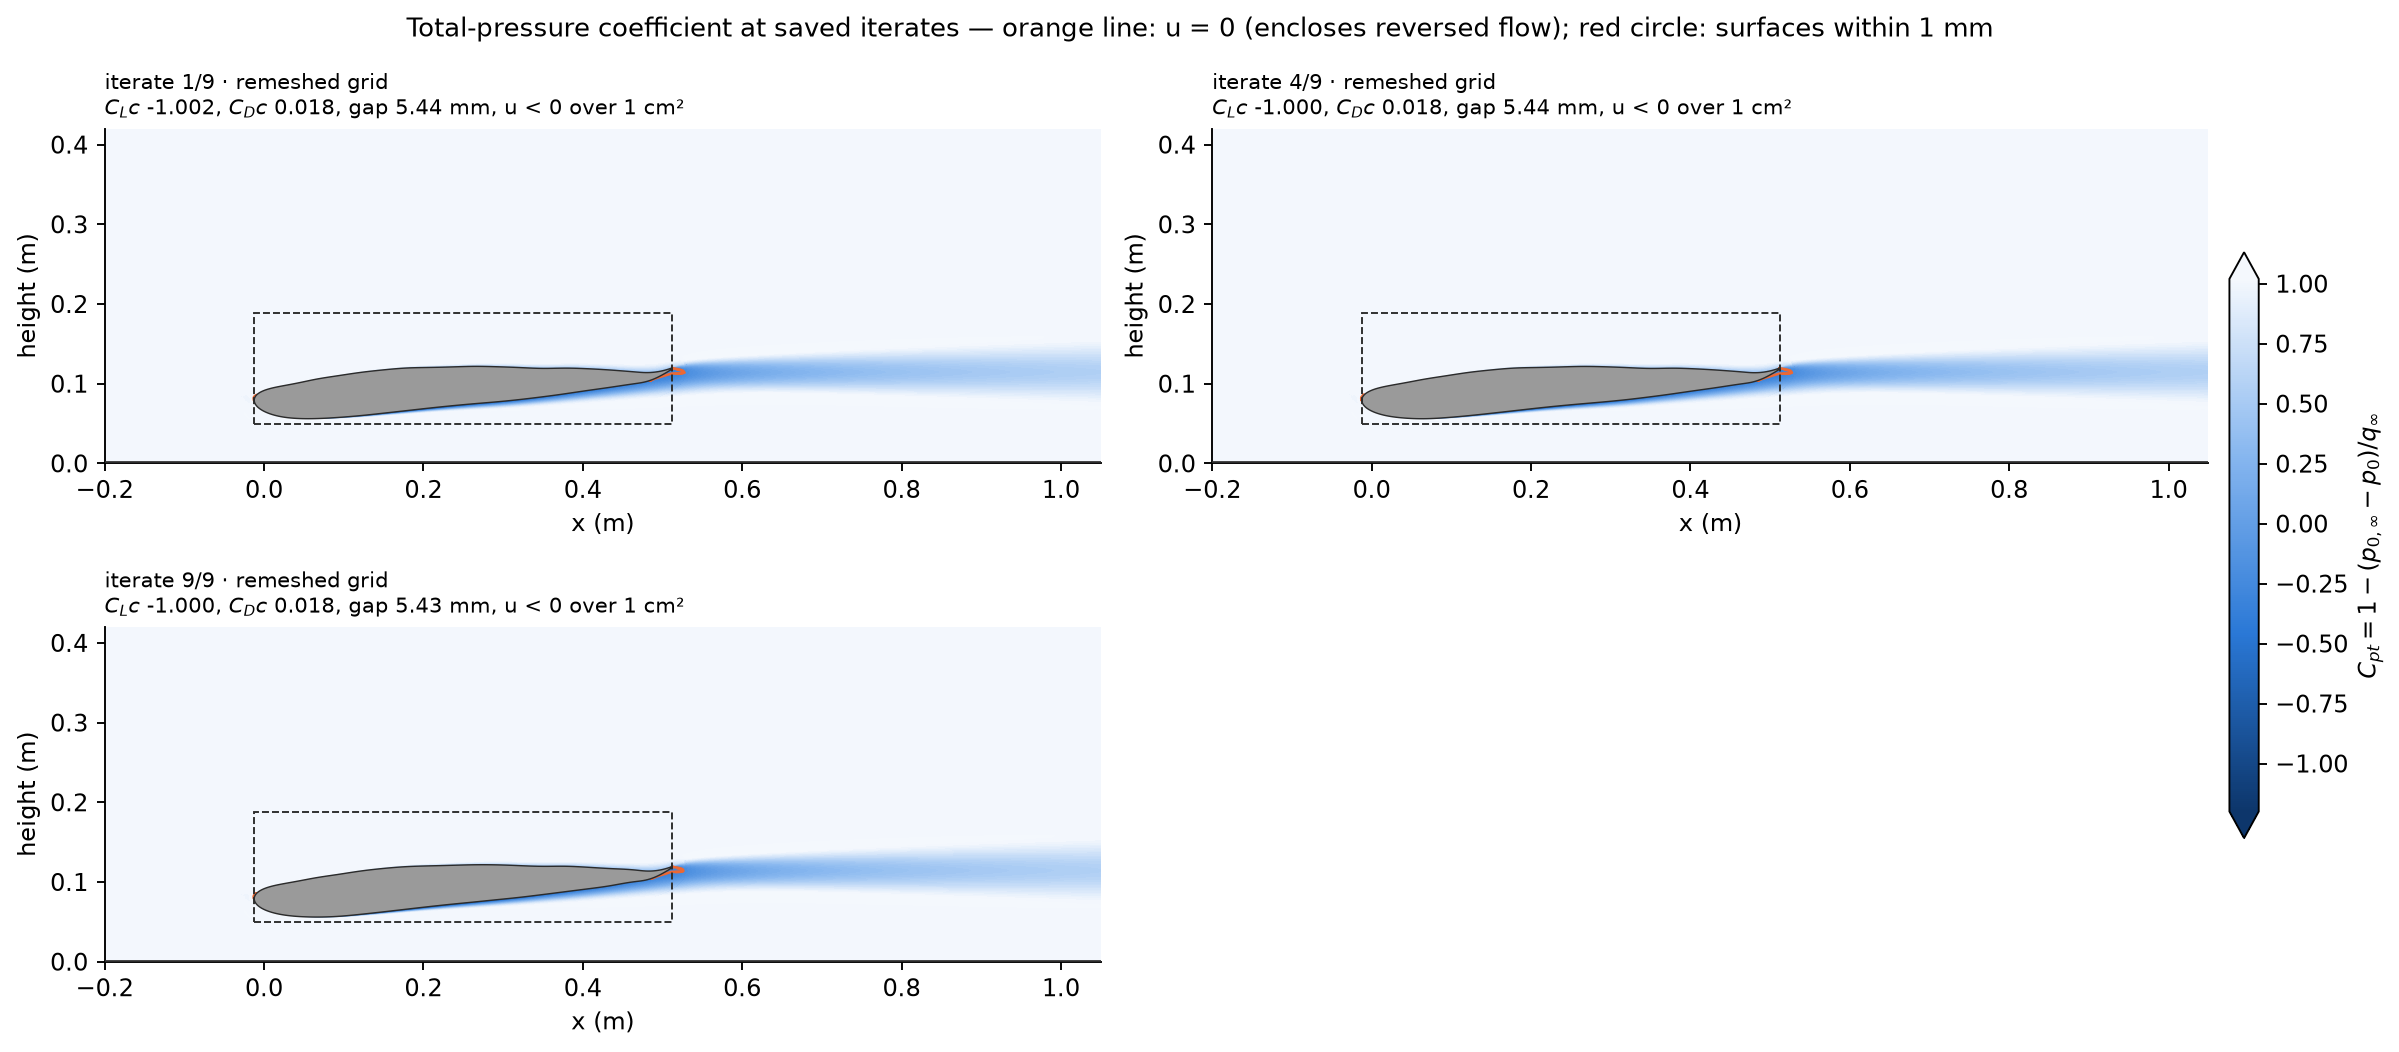 Total-pressure coefficient at saved iterates — orange line: u = 0 (encloses reversed flow); red circle: surfaces within 1 mm
iterate 1/9 · remeshed grid
C_Lc -1.002, C_Dc 0.018, gap 5.44 mm, u < 0 over 1 cm²
0.4
0.3
0.2
0.1
0.0
height (m)
−0.2 0.0 0.2 0.4 0.6 0.8 1.0
x (m)
iterate 4/9 · remeshed grid
C_Lc -1.000, C_Dc 0.018, gap 5.44 mm, u < 0 over 1 cm²
0.4
0.3
0.2
0.1
0.0
height (m)
−0.2 0.0 0.2 0.4 0.6 0.8 1.0
x (m)
iterate 9/9 · remeshed grid
C_Lc -1.000, C_Dc 0.018, gap 5.43 mm, u < 0 over 1 cm²
0.4
0.3
0.2
0.1
0.0
height (m)
−0.2 0.0 0.2 0.4 0.6 0.8 1.0
x (m)
1.00
0.75
0.50
0.25
0.00
−0.25
−0.50
−0.75
−1.00
C_pt = 1 − (p_0,∞ − p_0)/q_∞